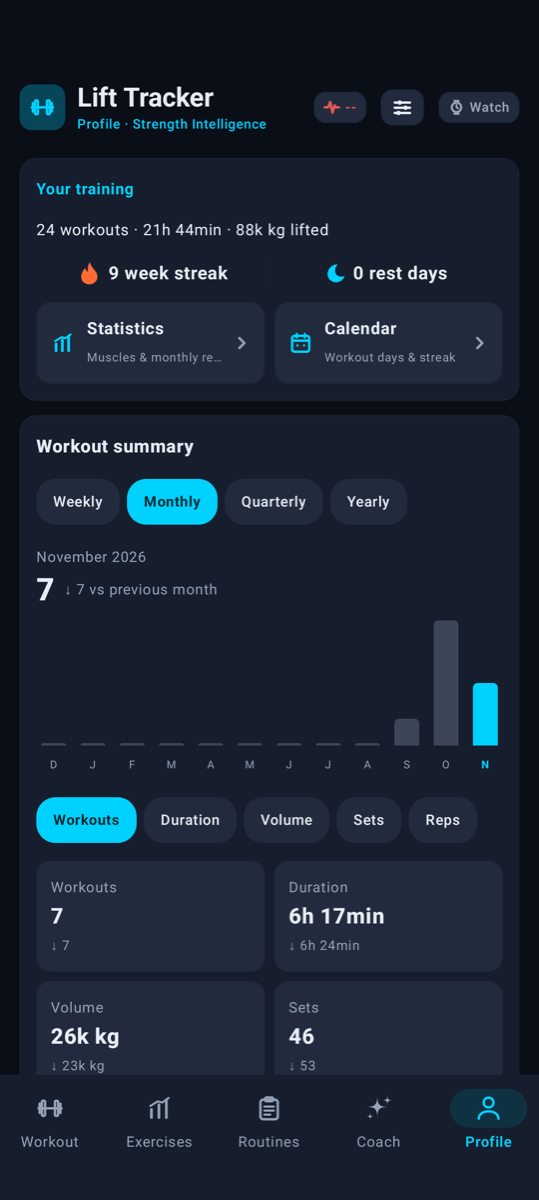 Lift Tracker
Profile · Strength Intelligence
--
Watch
Your training
24 workouts · 21h 44min · 88k kg lifted
9 week streak
0 rest days
Statistics
Muscles & monthly re…
Calendar
Workout days & streak
Workout summary
Weekly
Monthly
Quarterly
Yearly
November 2026
7 ↓ 7 vs previous month
D J F M A M J J A S O N
Workouts
Duration
Volume
Sets
Reps
Workouts
7
↓ 7
Duration
6h 17min
↓ 6h 24min
Volume
26k kg
↓ 23k kg
Sets
46
↓ 53
Workout
Exercises
Routines
Coach
Profile